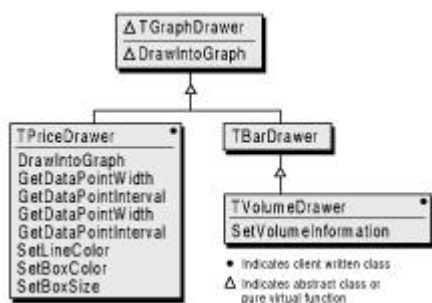 Δ TGraphDrawer
Δ DrawIntoGraph
TPriceDrawer
DrawIntoGraph
GetDataPointWidth
GetDataPointInterval
GetDataPointWidth
GetDataPointInterval
SetLineColor
SetBoxColor
SetBoxSize
TBarDrawer
TVolumeDrawer
SetVolumeInformation
• Indicates client written class
Δ Indicates abstract class or
pure virtual function